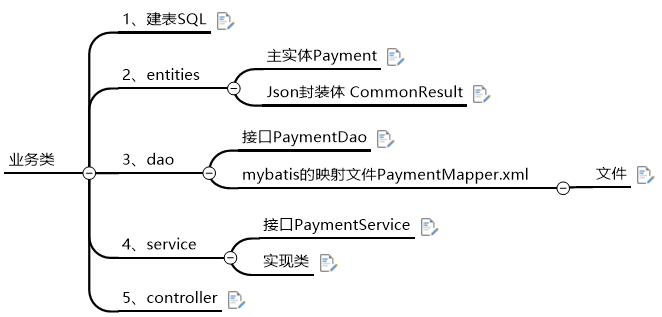 1、建表SQL
主实体Payment
2、entities
Json封装体 CommonResult
接口PaymentDao
业务类
3、dao
mybatis的映射文件PaymentMapper.xml
文件
接口PaymentService
4、service
实现类
5、controller